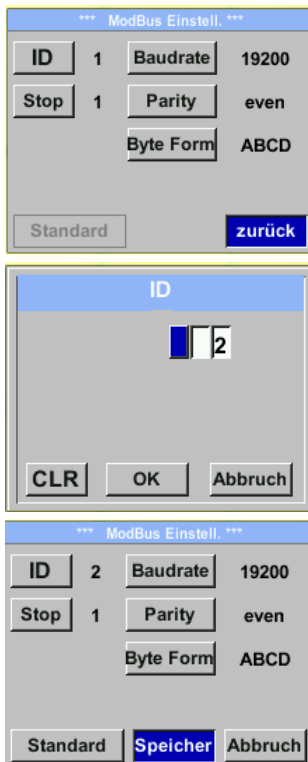 *** ModBus Einstell. ***
ID 1 Baudrate 19200
Stop 1 Parity even
Byte Form ABCD
Standard zurück
ID
2
CLR OK Abbruch
*** ModBus Einstell. ***
ID 2 Baudrate 19200
Stop 1 Parity even
Byte Form ABCD
Standard Speicher Abbruch